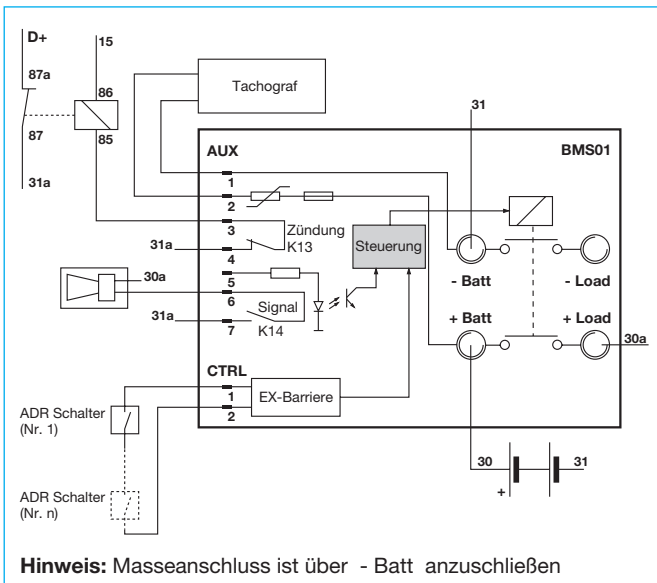 D+
15
87a
86
87
85
31a
Tachograf
31
AUX
BMS01
1
2
3
Zündung
K13
31a
4
5
30a
6
Signal
31a
7
K14
Steuerung
- Batt
- Load
+ Batt
+ Load
30a
CTRL
1
2
EX-Barriere
ADR Schalter
(Nr. 1)
ADR Schalter
(Nr. n)
30
31
+
Hinweis: Masseanschluss ist über - Batt anzuschließen